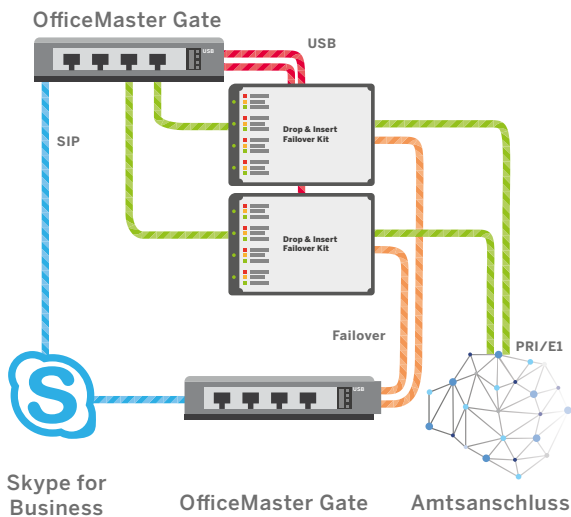 OfficeMaster Gate
USB
USB
SIP
Drop & Insert
Failover Kit
Drop & Insert
Failover Kit
Failover
PRI/E1
USB
S
Skype for
Business
OfficeMaster Gate
Amtsanschluss